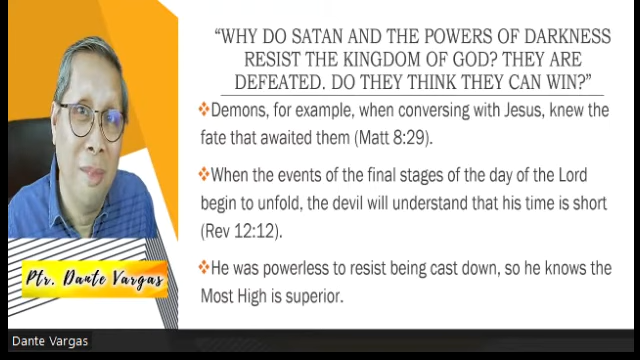 “WHY DO SATAN AND THE POWERS OF DARKNESS
RESIST THE KINGDOM OF GOD? THEY ARE
DEFEATED. DO THEY THINK THEY CAN WIN?”
❖Demons, for example, when conversing with Jesus, knew the
fate that awaited them (Matt 8:29).
❖When the events of the final stages of the day of the Lord
begin to unfold, the devil will understand that his time is short
(Rev 12:12).
❖He was powerless to resist being cast down, so he knows the
Most High is superior.
Ptr. Dante Vargas
Dante Vargas